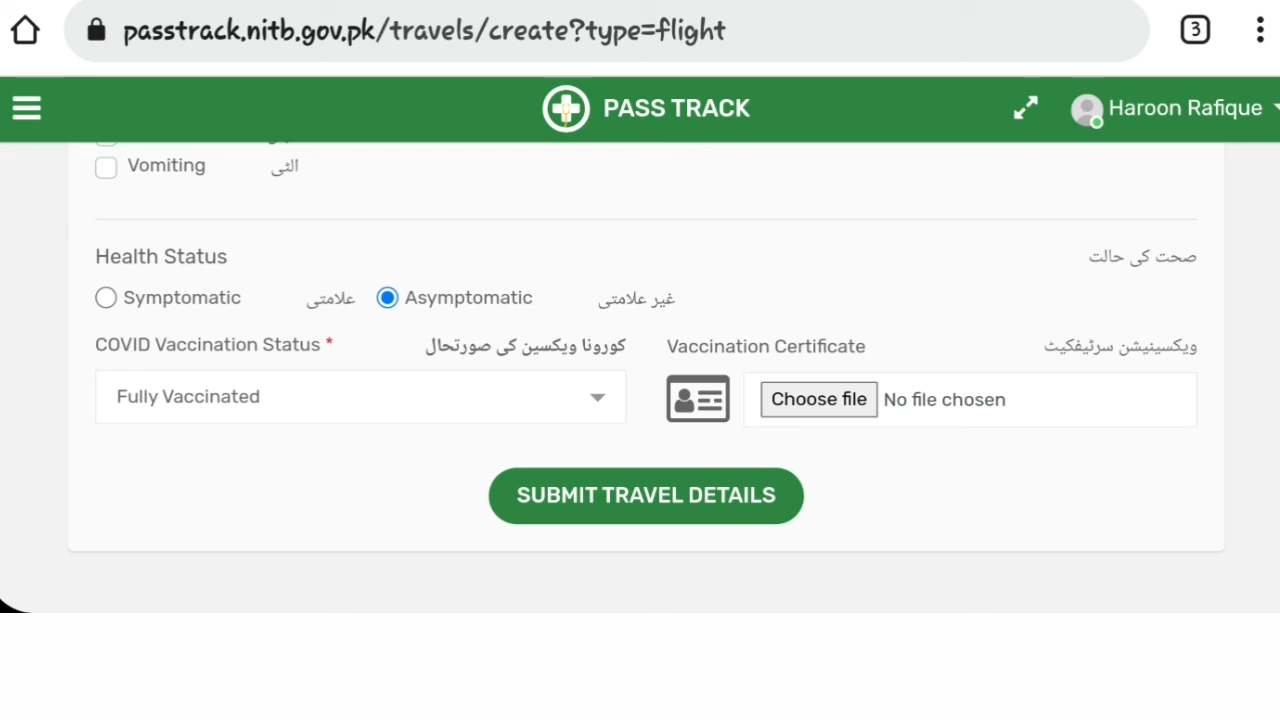 passtrack.nitb.gov.pk/travels/create?type=flight
3
PASS TRACK
Haroon Rafique
Vomiting الٹی
Health Status صحت کی حالت
Symptomatic علامتی Asymptomatic غیر علامتی
COVID Vaccination Status * کورونا ویکسین کی صورتحال
Vaccination Certificate ویکسینیشن سرٹیفکیٹ
Fully Vaccinated
Choose file No file chosen
SUBMIT TRAVEL DETAILS